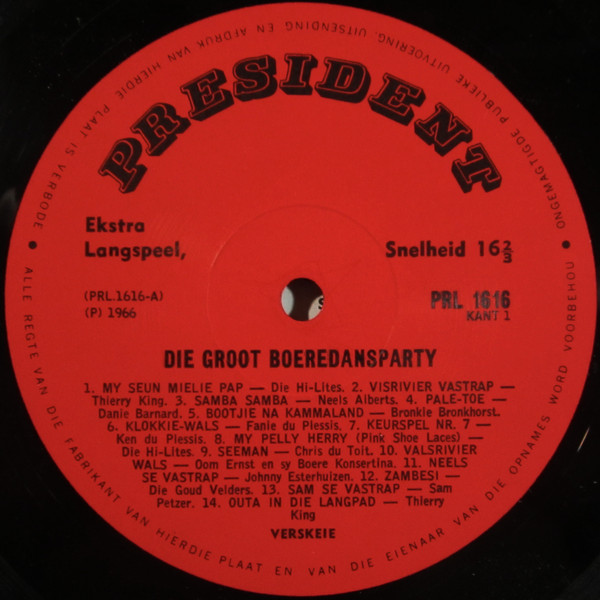 PRESIDENT
ONGEMAGTIGDE PUBLIEKE UITVOERING, UITSENDING EN AFDRUK VAN HIERDIE PLAAT IS VERBODE
Ekstra
Langspeel,
Snelheid 16⅔
(PRL.1616-A)
(P) 1966
PRL 1616
KANT 1
DIE GROOT BOEREDANSPARTY
1. MY SEUN MIELIE PAP — Die Hi-Lites. 2. VISRIVIER VASTRAP —
Thierry King. 3. SAMBA SAMBA — Neels Alberts. 4. PALE-TOE —
Danie Barnard. 5. BOOTJIE NA KAMMALAND — Bronkie Bronkhorst.
6. KLOKKIE-WALS — Fanie du Plessis. 7. KEURSPEL NR. 7 —
Ken du Plessis. 8. MY PELLY HERRY (Pink Shoe Laces) —
Die Hi-Lites. 9. SEEMAN — Chris du Toit. 10. VALSRIVIER
WALS — Oom Ernst en sy Boere Konsertina. 11. NEELS
SE VASTRAP — Johnny Esterhuizen. 12. ZAMBESI —
Die Goud Velders. 13. SAM SE VASTRAP — Sam
Petzer. 14. OUTA IN DIE LANGPAD — Thierry
King
VERSKEIE
ALLE REGTE VAN DIE FABRIKANT VAN HIERDIE PLAAT EN VAN DIE EIENAAR VAN DIE OPNAMES WORD VOORBEHOU